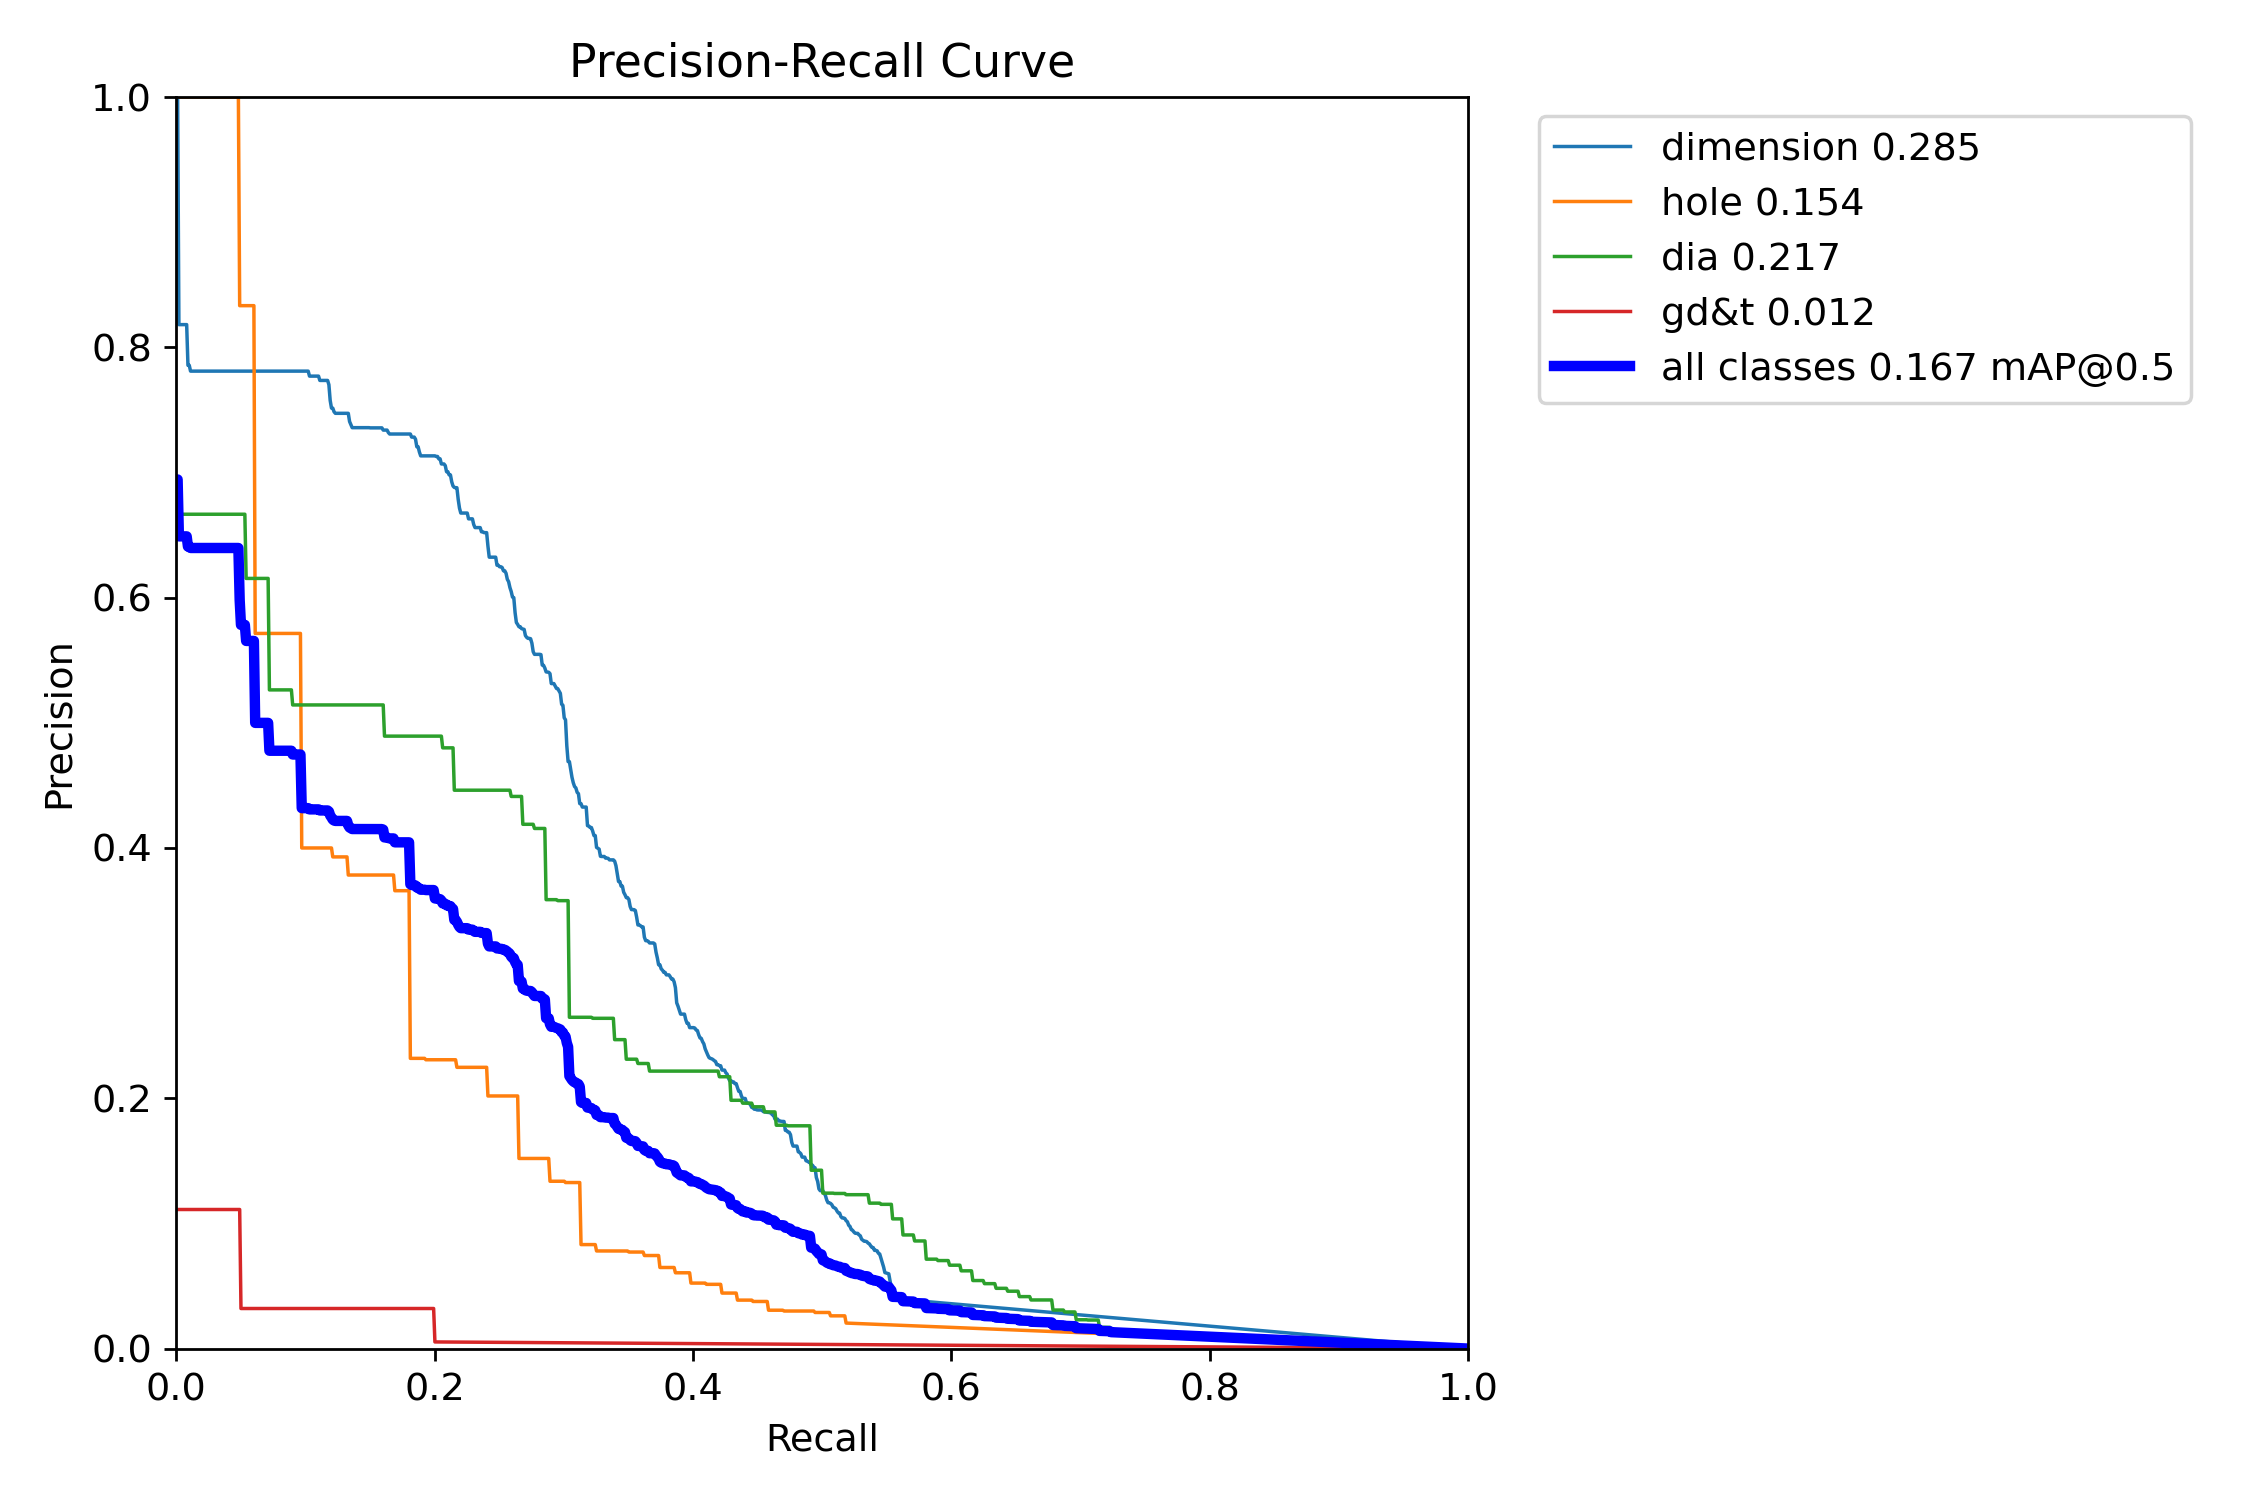 Precision-Recall Curve
1.0
0.8
0.6
0.4
0.2
0.0
Precision
0.0 0.2 0.4 0.6 0.8 1.0
Recall
dimension 0.285
hole 0.154
dia 0.217
gd&t 0.012
all classes 0.167 mAP@0.5